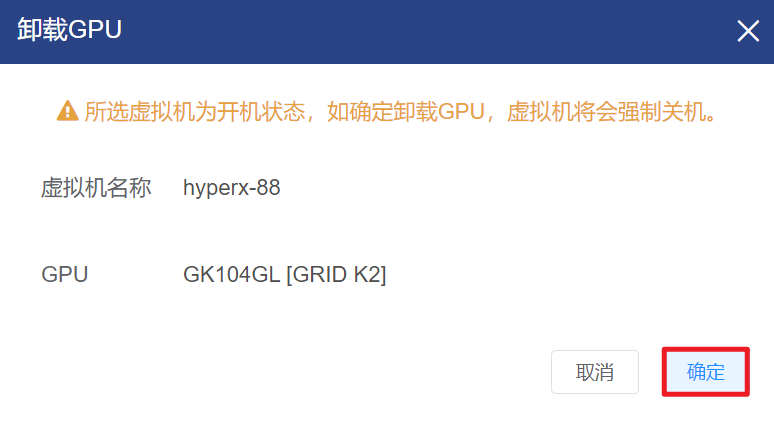 卸载GPU
所选虚拟机为开机状态，如确定卸载GPU，虚拟机将会强制关机。
虚拟机名称 hyperx-88
GPU GK104GL [GRID K2]
取消 确定